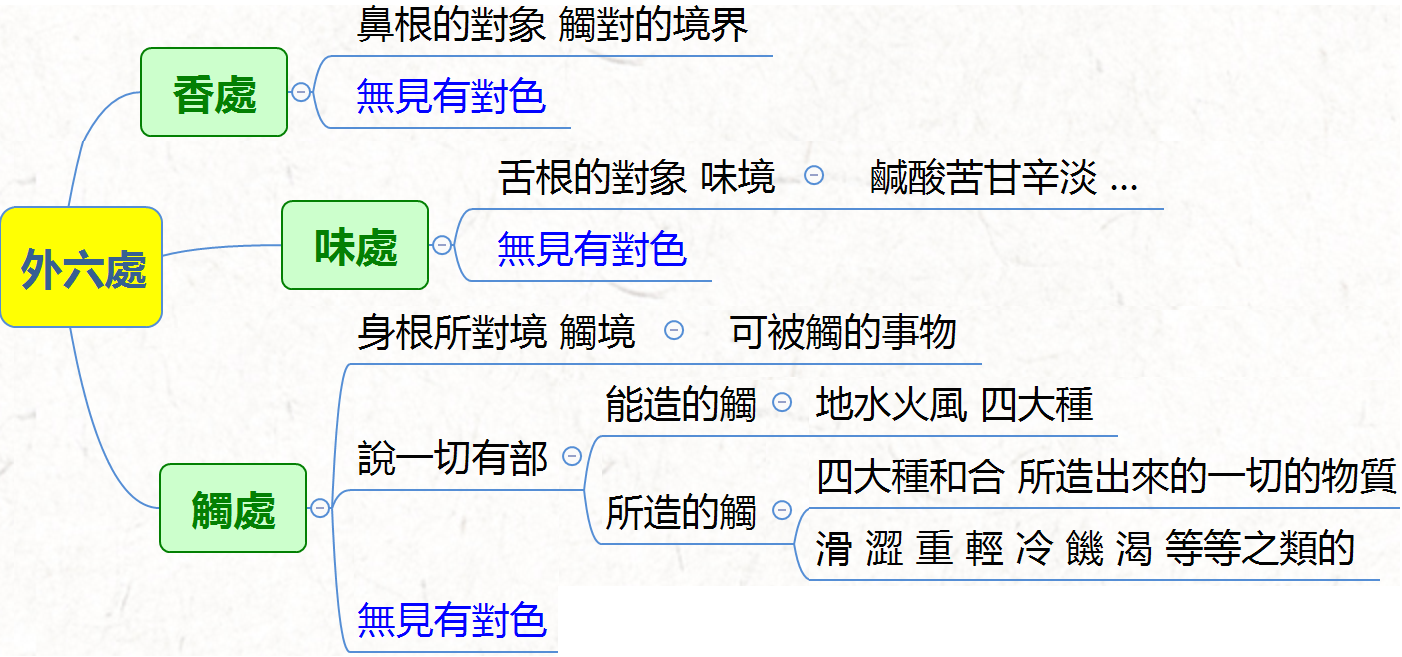 外六處
香處
鼻根的對象 觸對的境界
無見有對色
味處
舌根的對象 味境
鹹酸苦甘辛淡 ...
無見有對色
觸處
身根所對境 觸境
可被觸的事物
說一切有部
能造的觸
地水火風 四大種
所造的觸
四大種和合 所造出來的一切的物質
滑 澀 重 輕 冷 饑 渴 等等之類的
無見有對色